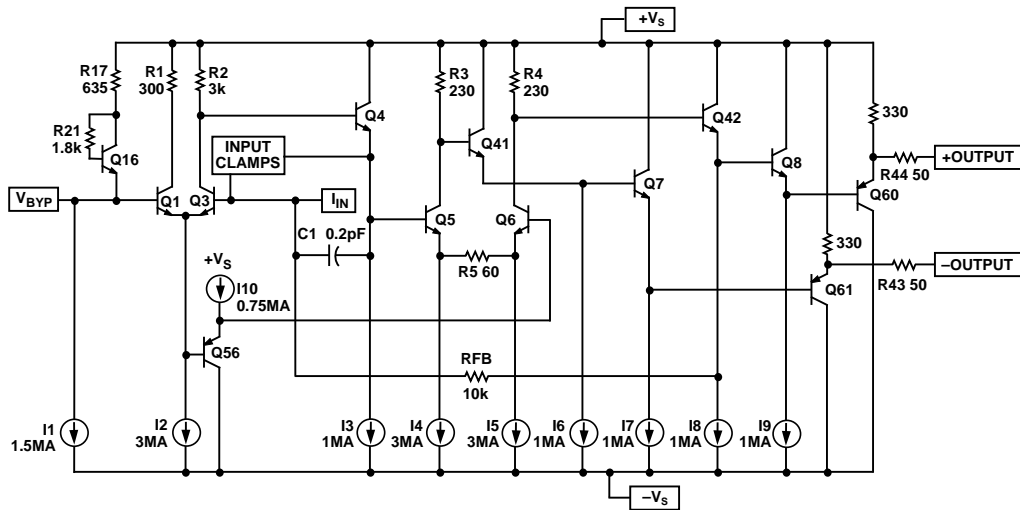 +VS
R17
635
R1
300
R2
3k
R3
230
R4
230
330
Q4
Q42
R21
1.8k
Q16
INPUT
CLAMPS
Q41
Q8
+OUTPUT
R44 50
VBYP
Q1
Q3
IIN
Q7
Q60
C1 0.2pF
Q5
Q6
330
+VS
R5 60
–OUTPUT
R43 50
I10
0.75MA
Q61
Q56
RFB
10k
I1
1.5MA
I2
3MA
I3
1MA
I4
3MA
I5
3MA
I6
1MA
I7
1MA
I8
1MA
I9
1MA
–VS